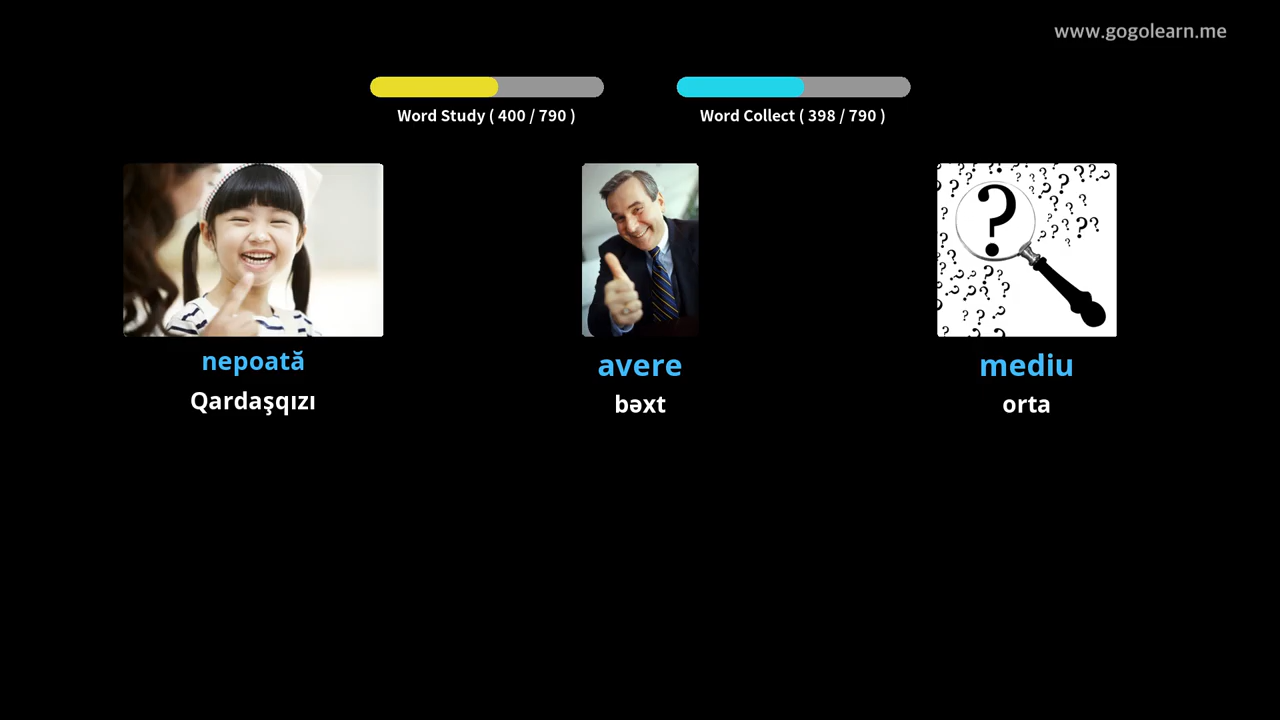 www.gogolearn.me
Word Study ( 400 / 790 )
Word Collect ( 398 / 790 )
nepoată
Qardaşqızı
avere
bəxt
mediu
orta